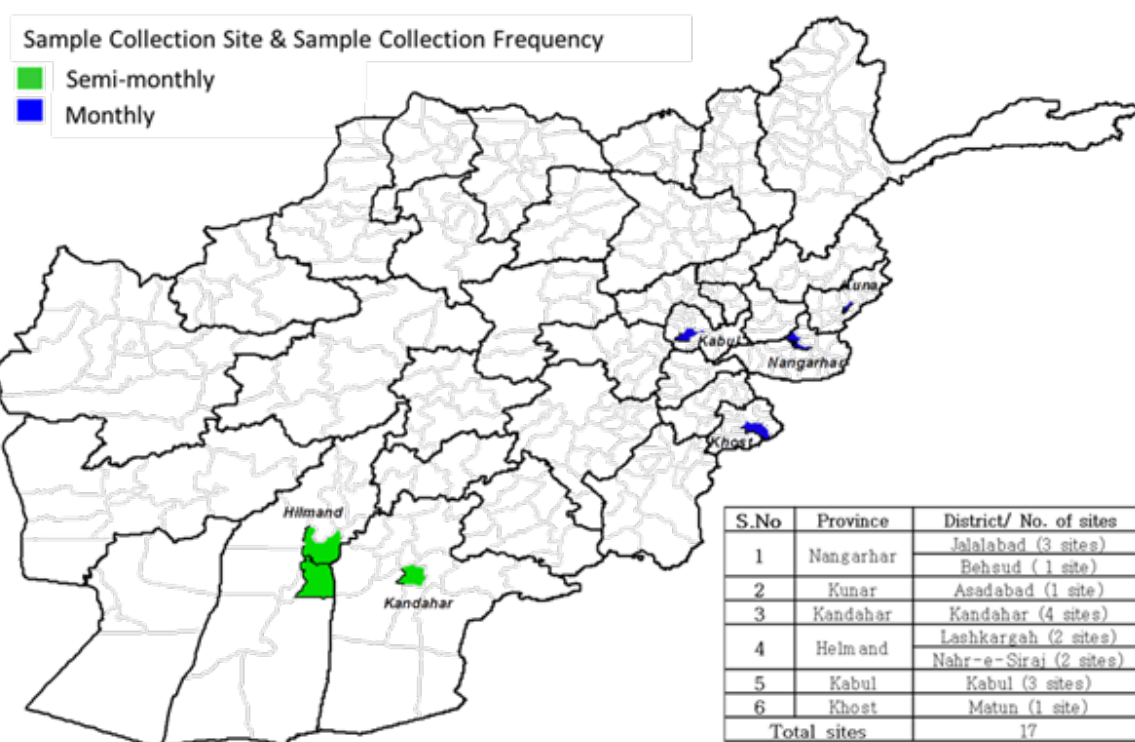 Sample Collection Site & Sample Collection Frequency
Semi-monthly
Monthly
Kuna
Kabul
Nangarhar
Khost
Hilmand
Kandahar
S.No Province District/ No. of sites
1 Nangarhar Jalalabad (3 sites)
Behsud ( 1 site)
2 Kunar Asadabad (1 site)
3 Kandahar Kandahar (4 sites)
4 Helmand Lashkargah (2 sites)
Nahr-e-Siraj (2 sites)
5 Kabul Kabul (3 sites)
6 Khost Matun (1 site)
Total sites 17